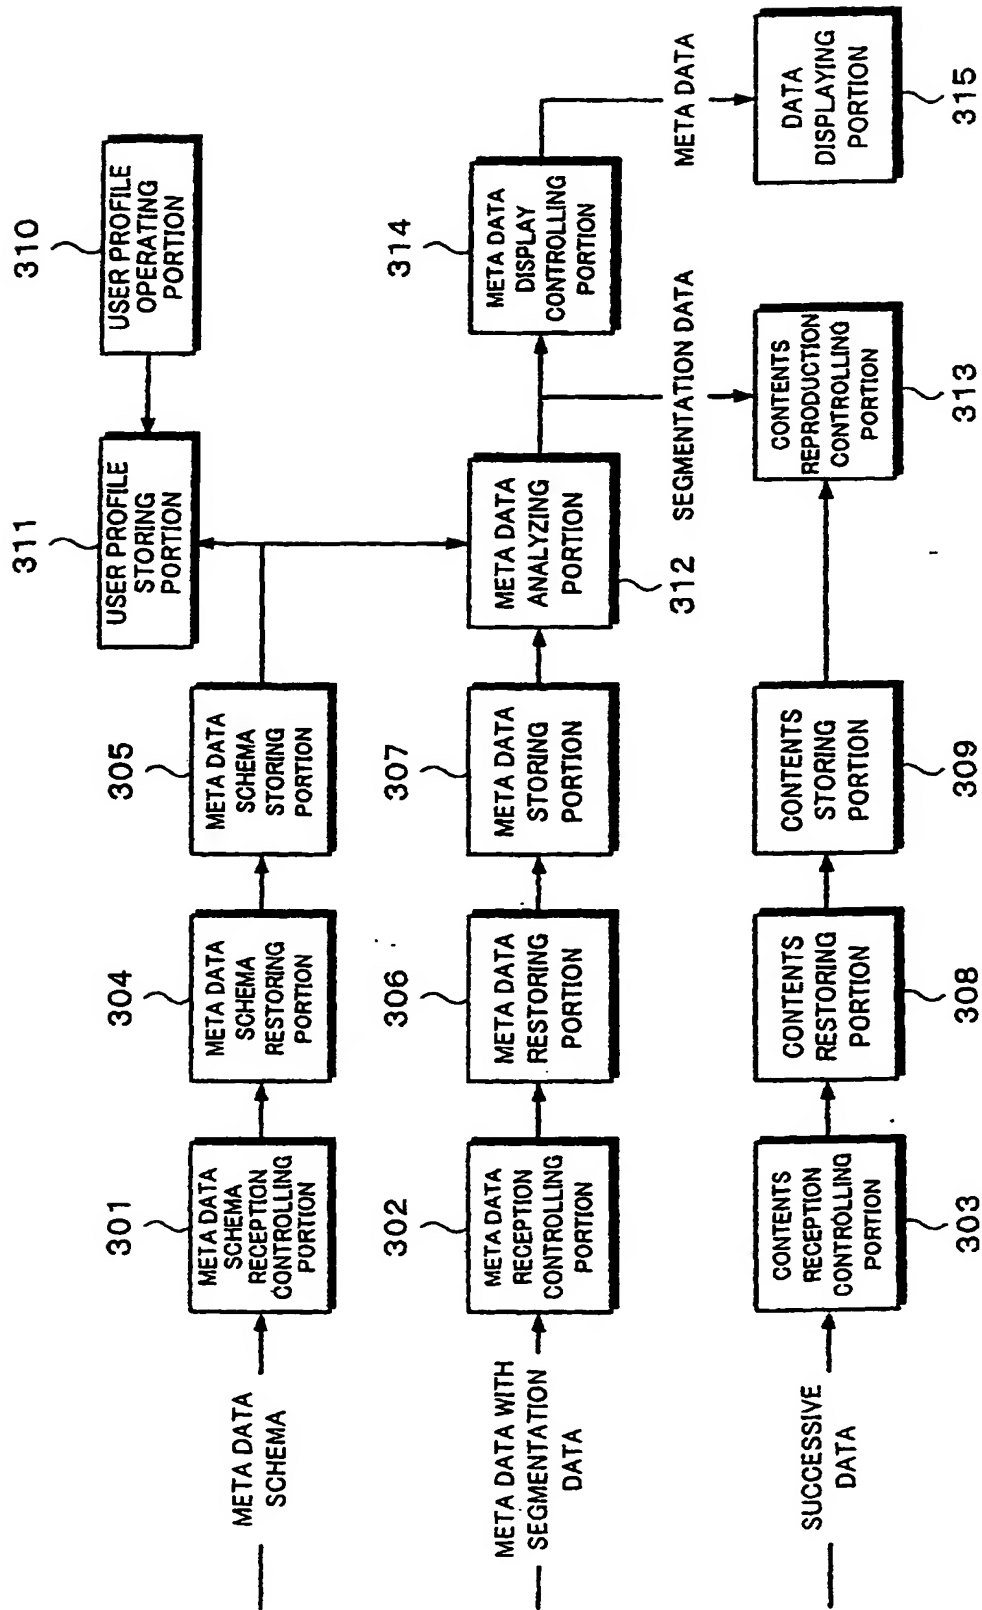 310
USER PROFILE
OPERATING
PORTION
311
USER PROFILE
STORING
PORTION
META DATA
SCHEMA
301
META DATA
SCHEMA
RECEPTION
CONTROLLING
PORTION
304
META DATA
SCHEMA
RESTORING
PORTION
305
META DATA
SCHEMA
STORING
PORTION
META DATA WITH
SEGMENTATION
DATA
302
META DATA
RECEPTION
CONTROLLING
PORTION
306
META DATA
RESTORING
PORTION
307
META DATA
STORING
PORTION
META DATA
ANALYZING
PORTION
312
314
META DATA
DISPLAY
CONTROLLING
PORTION
SEGMENTATION DATA
META DATA
SUCCESSIVE
DATA
CONTENTS
RECEPTION
CONTROLLING
PORTION
303
CONTENTS
RESTORING
PORTION
308
CONTENTS
STORING
PORTION
309
CONTENTS
REPRODUCTION
CONTROLLING
PORTION
313
DATA
DISPLAYING
PORTION
315